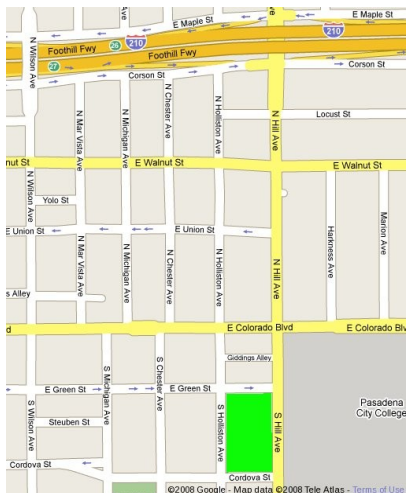 E Maple St
E Maple St
N Wilson Ave
26
210
210
Foothill Fwy
Foothill Fwy
27
Corson St
Corson St
N Mar Vista Ave
N Michigan Ave
N Chester Ave
N Holliston Ave
N Hill Ave
Locust St
nut St
E Walnut St
E Walnut St
N Wilson Ave
Yolo St
E Union St
E Union St
N Mar Vista Ave
N Michigan Ave
N Chester Ave
N Holliston Ave
N Hill Ave
Harkness Ave
Marion Ave
s Alley
d
E Colorado Blvd
E Colorado Blv
Giddings Alley
S Michigan Ave
S Chester Ave
E Green St
E Green St
S Wilson Ave
S Holliston Ave
S Hill Ave
Pasadena
City College
Steuben St
Cordova St
Cordova St
©2008 Google - Map data ©2008 Tele Atlas - Terms of Use